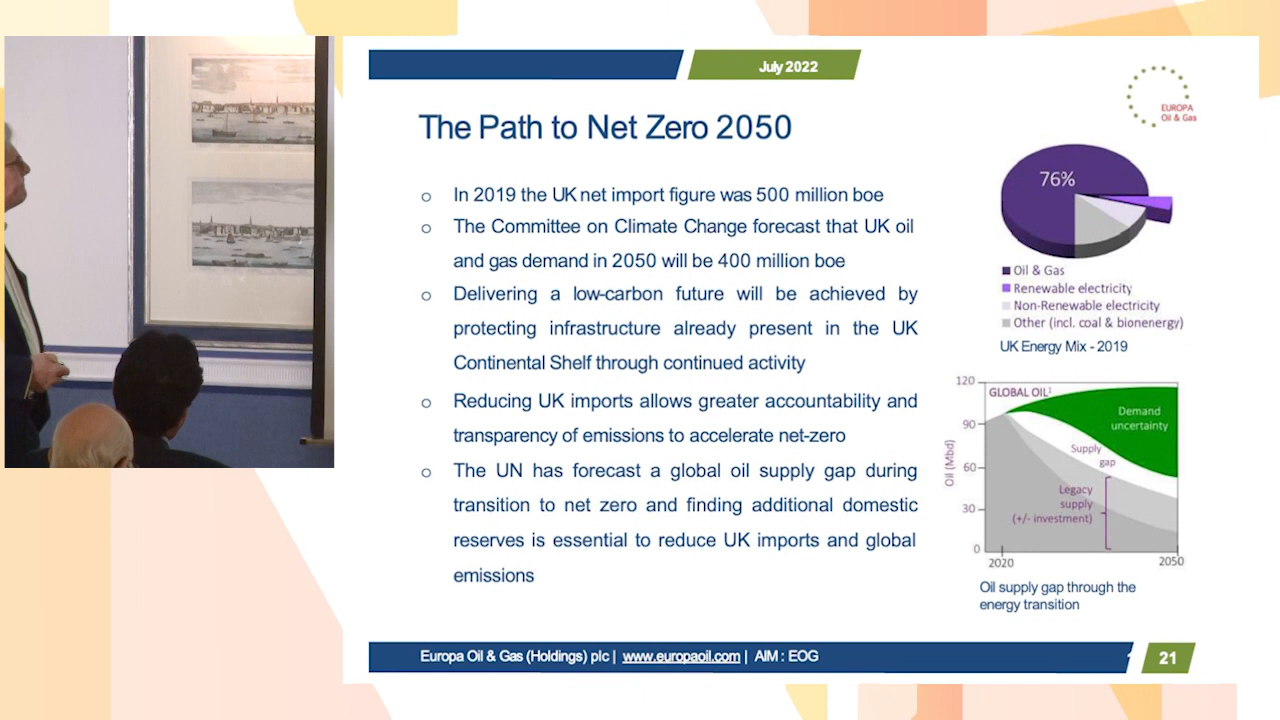 July 2022
EUROPA
Oil & Gas
The Path to Net Zero 2050
o In 2019 the UK net import figure was 500 million boe
o The Committee on Climate Change forecast that UK oil
and gas demand in 2050 will be 400 million boe
o Delivering a low-carbon future will be achieved by
protecting infrastructure already present in the UK
Continental Shelf through continued activity
o Reducing UK imports allows greater accountability and
transparency of emissions to accelerate net-zero
o The UN has forecast a global oil supply gap during
transition to net zero and finding additional domestic
reserves is essential to reduce UK imports and global
emissions
76%
Oil & Gas
Renewable electricity
Non-Renewable electricity
Other (incl. coal & bionenergy)
UK Energy Mix - 2019
120
90
60
30
0
Oil (Mbd)
GLOBAL OIL¹
Demand
uncertainty
Supply
gap
Legacy
supply
(+/- investment)
2020
2050
Oil supply gap through the
energy transition
Europa Oil & Gas (Holdings) plc | www.europaoil.com | AIM : EOG
21